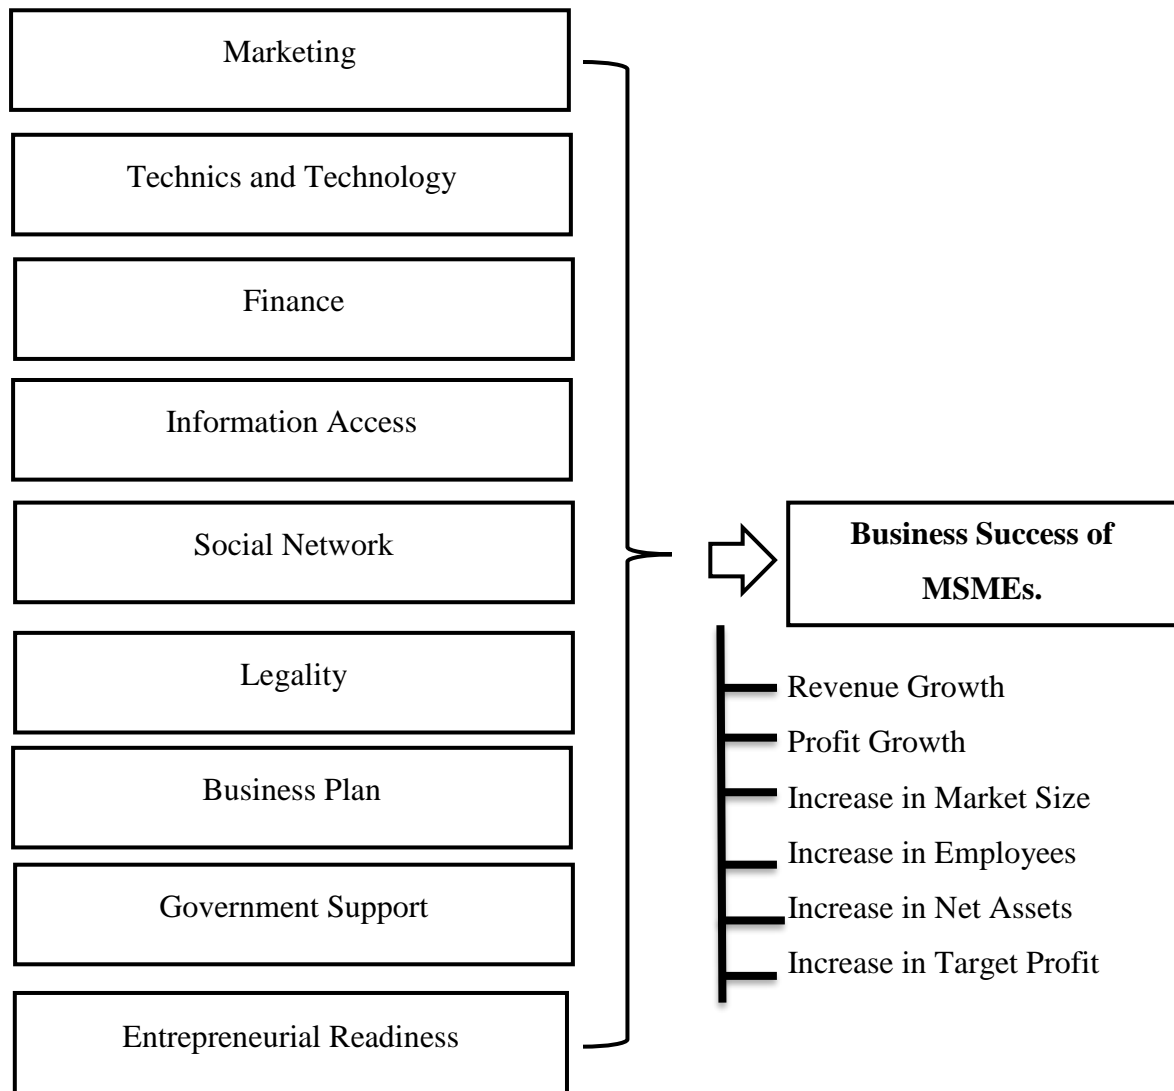 Marketing
Technics and Technology
Finance
Information Access
Social Network
Legality
Business Plan
Government Support
Entrepreneurial Readiness
Business Success of
MSMEs.
Revenue Growth
Profit Growth
Increase in Market Size
Increase in Employees
Increase in Net Assets
Increase in Target Profit